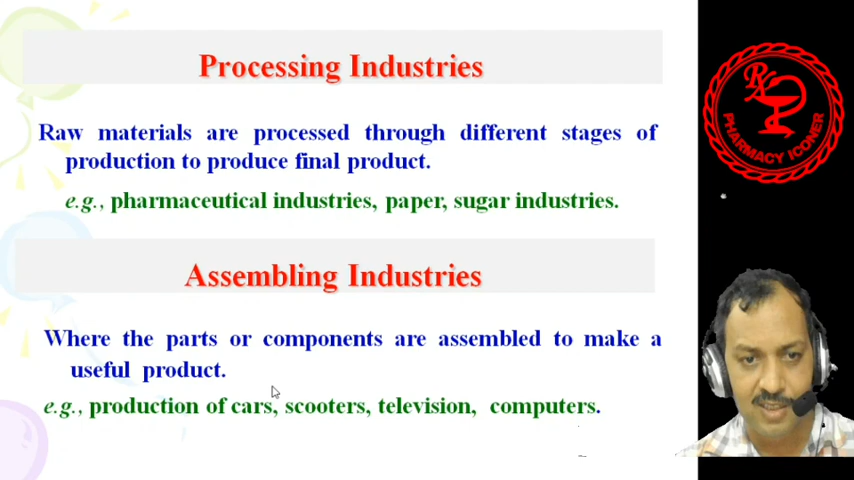 Processing Industries
Raw materials are processed through different stages of
production to produce final product.
e.g., pharmaceutical industries, paper, sugar industries.
Assembling Industries
Where the parts or components are assembled to make a
useful product.
e.g., production of cars, scooters, television, computers.
Rx
PHARMACY ICONER